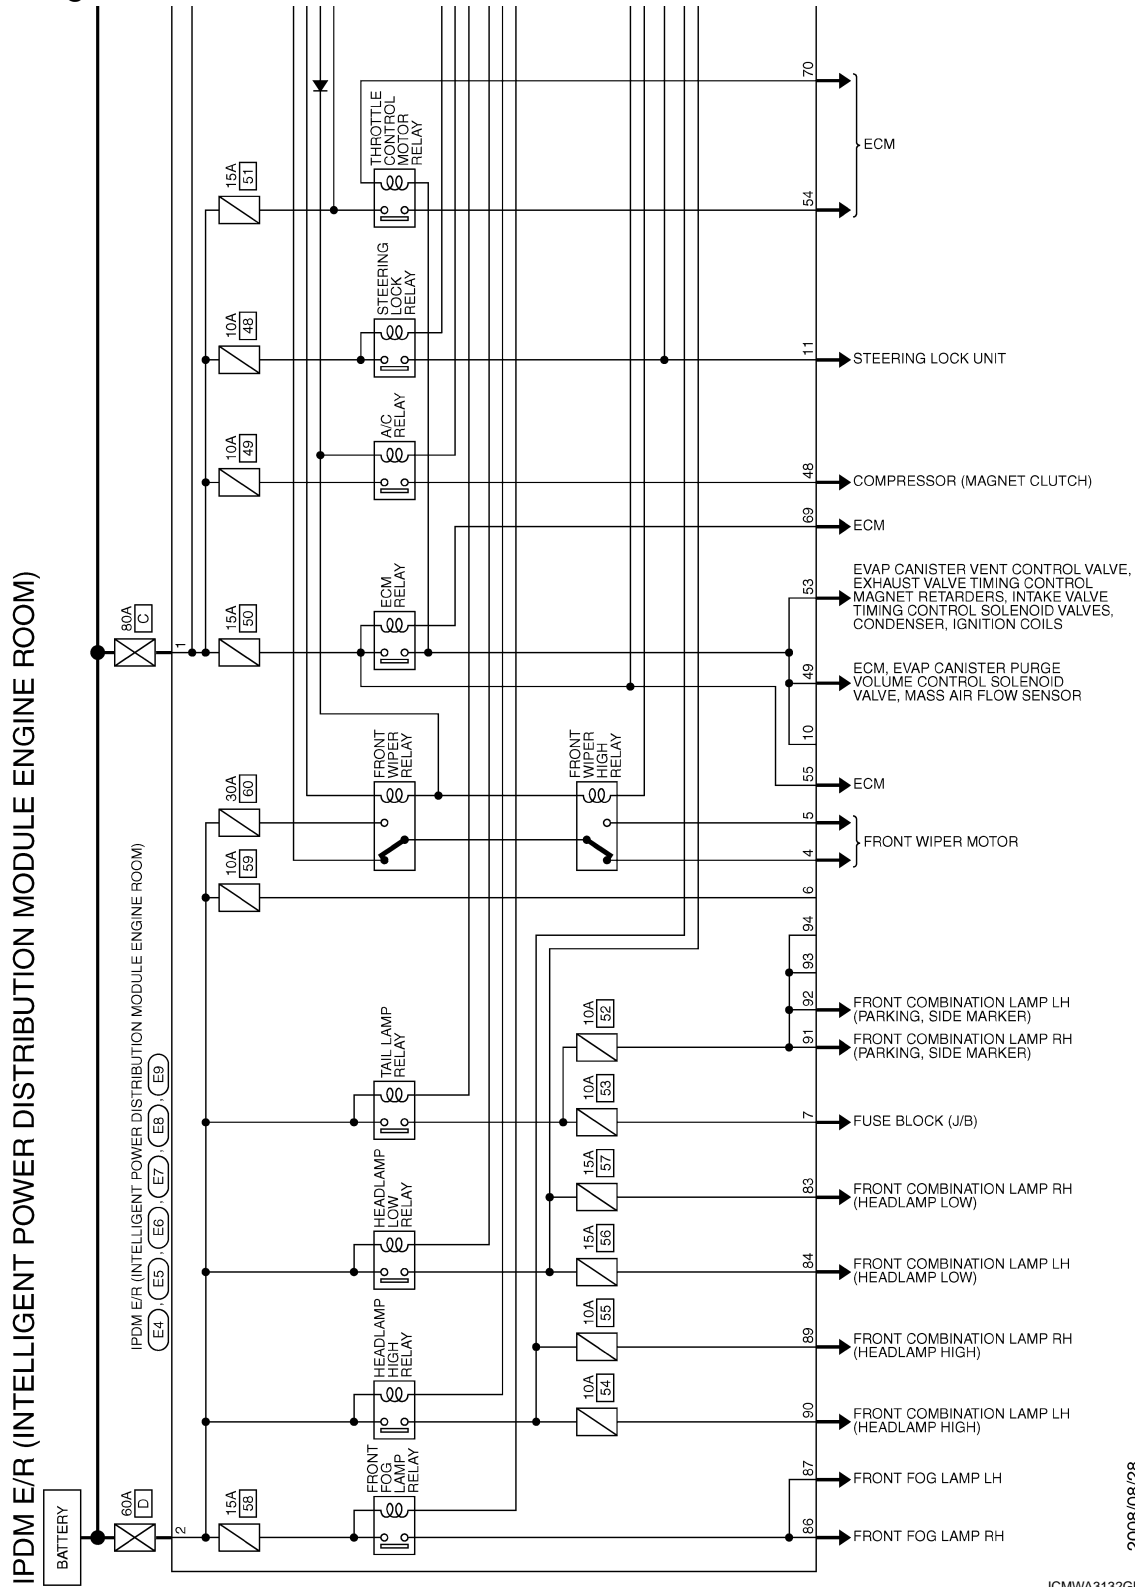 IPDM E/R (INTELLIGENT POWER DISTRIBUTION MODULE ENGINE ROOM)
BATTERY
60A
D
2
80A
C
1
IPDM E/R (INTELLIGENT POWER DISTRIBUTION MODULE ENGINE ROOM)
E4 , E5 , E6 , E7 , E8 , E9
15A
51
THROTTLE
CONTROL
MOTOR
RELAY
70
54
ECM
10A
48
STEERING
LOCK
RELAY
11
STEERING LOCK UNIT
10A
49
A/C
RELAY
48
COMPRESSOR (MAGNET CLUTCH)
69
ECM
15A
50
ECM
RELAY
53
EVAP CANISTER VENT CONTROL VALVE,
EXHAUST VALVE TIMING CONTROL
MAGNET RETARDERS, INTAKE VALVE
TIMING CONTROL SOLENOID VALVES,
CONDENSER, IGNITION COILS
49
ECM, EVAP CANISTER PURGE
VOLUME CONTROL SOLENOID
VALVE, MASS AIR FLOW SENSOR
10
55
ECM
30A
60
FRONT
WIPER
RELAY
FRONT
WIPER
HIGH
RELAY
5
4
FRONT WIPER MOTOR
10A
59
6
94
93
10A
52
92
FRONT COMBINATION LAMP LH
(PARKING, SIDE MARKER)
91
FRONT COMBINATION LAMP RH
(PARKING, SIDE MARKER)
TAIL LAMP
RELAY
10A
53
7
FUSE BLOCK (J/B)
15A
57
83
FRONT COMBINATION LAMP RH
(HEADLAMP LOW)
HEADLAMP
LOW
RELAY
15A
56
84
FRONT COMBINATION LAMP LH
(HEADLAMP LOW)
10A
55
89
FRONT COMBINATION LAMP RH
(HEADLAMP HIGH)
HEADLAMP
HIGH
RELAY
10A
54
90
FRONT COMBINATION LAMP LH
(HEADLAMP HIGH)
15A
58
FRONT
FOG
LAMP
RELAY
87
FRONT FOG LAMP LH
86
FRONT FOG LAMP RH
2008/08/28